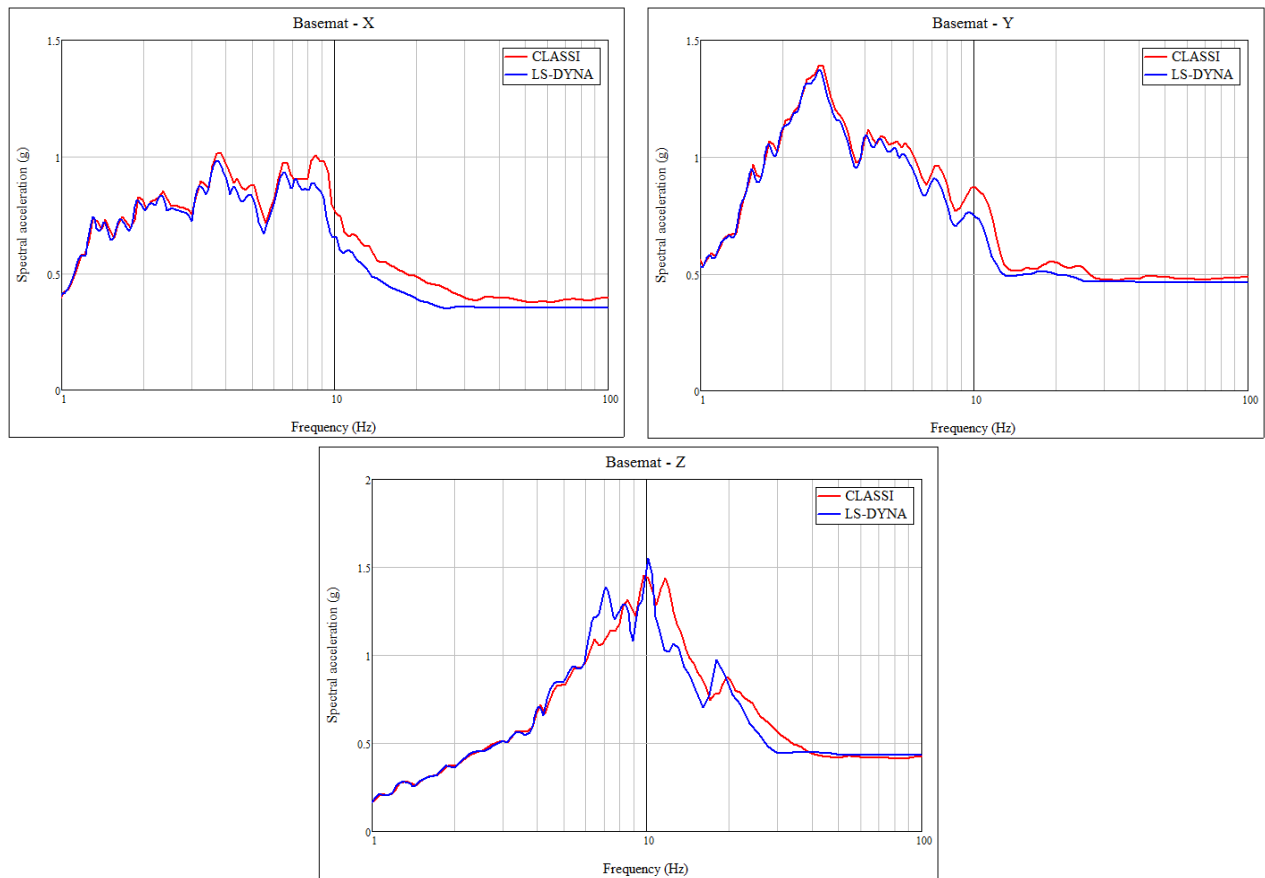 Basemat - X
1.5
CLASSI
LS-DYNA
1
Spectral acceleration (g)
0.5
0
1 10 100
Frequency (Hz)
Basemat - Y
1.5
CLASSI
LS-DYNA
1
Spectral acceleration (g)
0.5
0
1 10 100
Frequency (Hz)
Basemat - Z
2
CLASSI
LS-DYNA
1.5
1
Spectral acceleration (g)
0.5
0
1 10 100
Frequency (Hz)